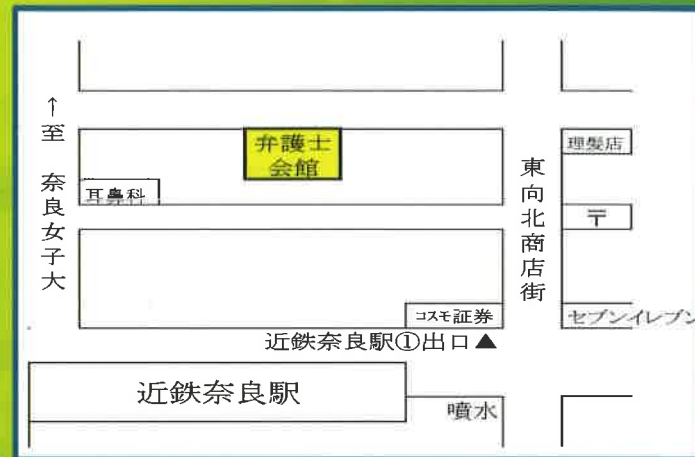 ↑
至
奈良女子大
弁護士
会館
耳鼻科
東向北商店街
理髪店
〒
コスモ証券
セブンイレブン
近鉄奈良駅①出口▲
近鉄奈良駅
噴水